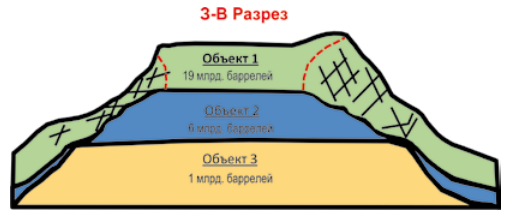 З-В Разрез
Объект 1
19 млрд. баррелей
Объект 2
6 млрд. баррелей
Объект 3
1 млрд. баррелей